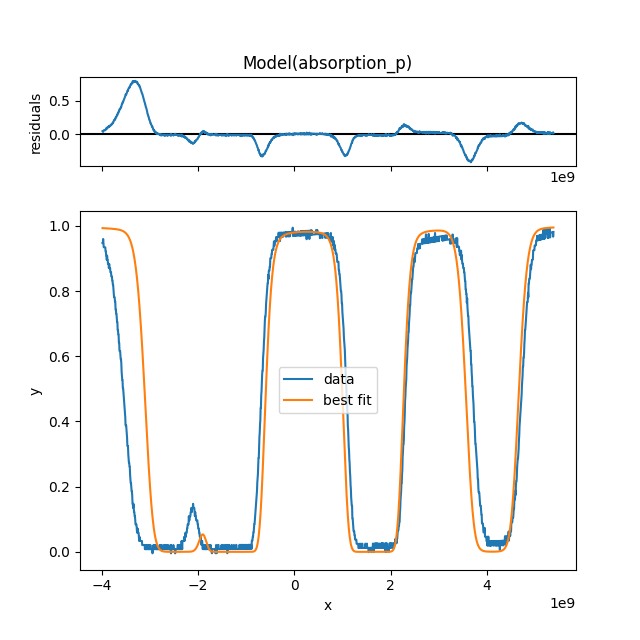 Model(absorption_p)
residuals
0.5
0.0
1e9
y
1.0
0.8
0.6
0.4
0.2
0.0
data
best fit
−4
−2
0
2
4
x
1e9